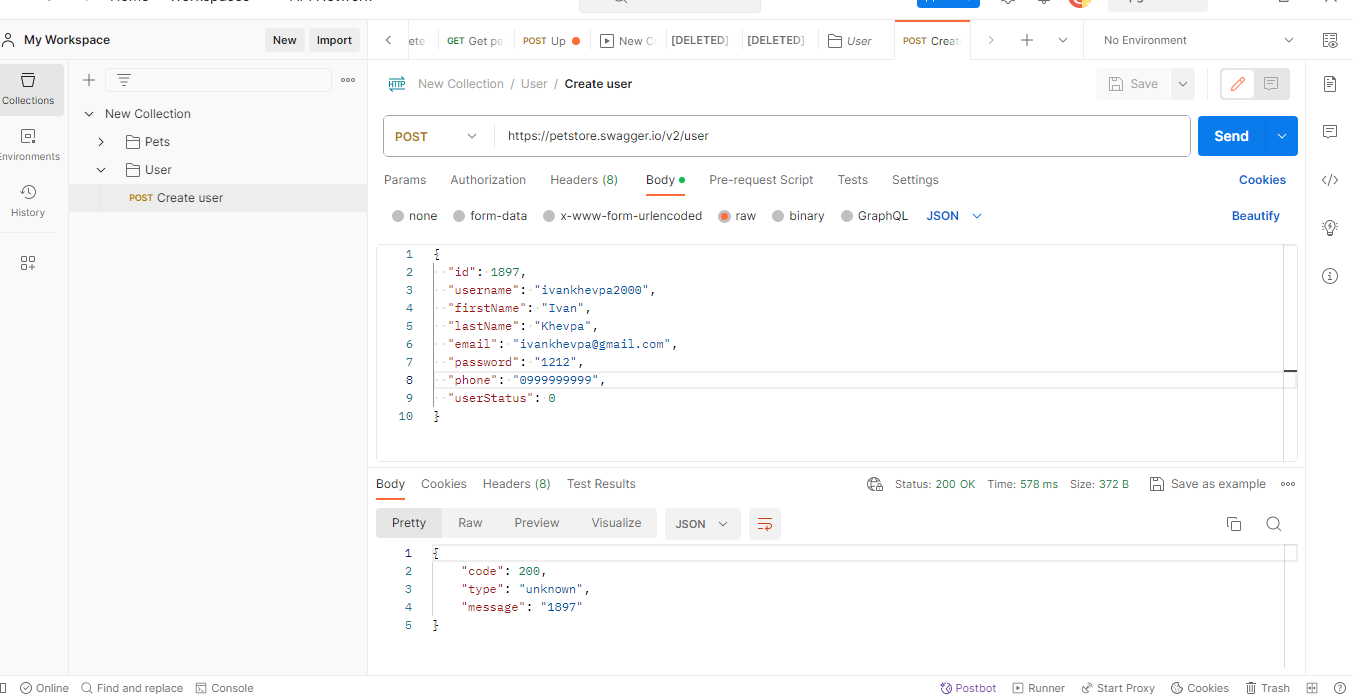 My Workspace
New
Import
GET Get pe
POST Up
New C
[DELETED]
[DELETED]
User
POST Creat
No Environment
Collections
Environments
History
New Collection
Pets
User
POST Create user
New Collection / User / Create user
Save
POST
https://petstore.swagger.io/v2/user
Send
Params
Authorization
Headers (8)
Body
Pre-request Script
Tests
Settings
Cookies
none
form-data
x-www-form-urlencoded
raw
binary
GraphQL
JSON
Beautify
1 {
2 "id": 1897,
3 "username": "ivankhevpa2000",
4 "firstName": "Ivan",
5 "lastName": "Khevpa",
6 "email": "ivankhevpa@gmail.com",
7 "password": "1212",
8 "phone": "0999999999",
9 "userStatus": 0
10 }
Body
Cookies
Headers (8)
Test Results
Status: 200 OK
Time: 578 ms
Size: 372 B
Save as example
Pretty
Raw
Preview
Visualize
JSON
1 {
2 "code": 200,
3 "type": "unknown",
4 "message": "1897"
5 }
Online
Find and replace
Console
Postbot
Runner
Start Proxy
Cookies
Trash